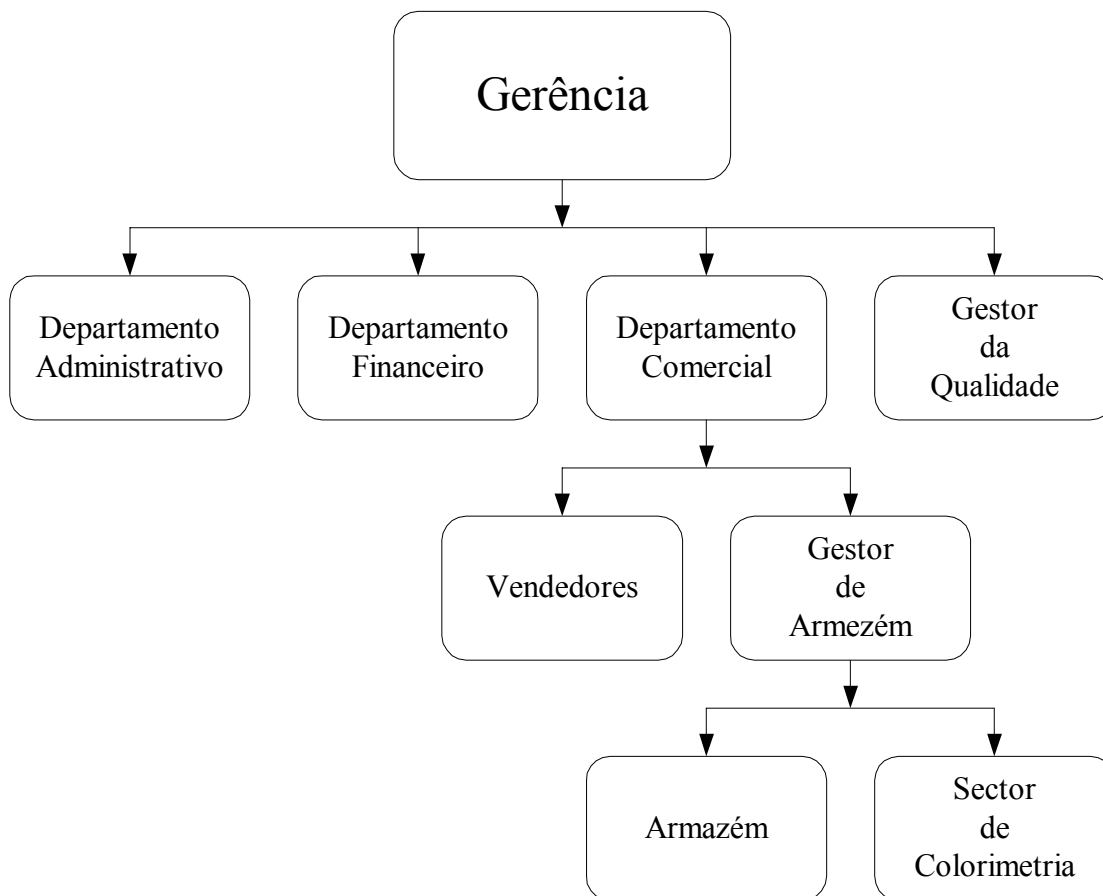 Gerência
Departamento
Administrativo
Departamento
Financeiro
Departamento
Comercial
Gestor
da
Qualidade
Vendedores
Gestor
de
Armezém
Armazém
Sector
de
Colorimetria